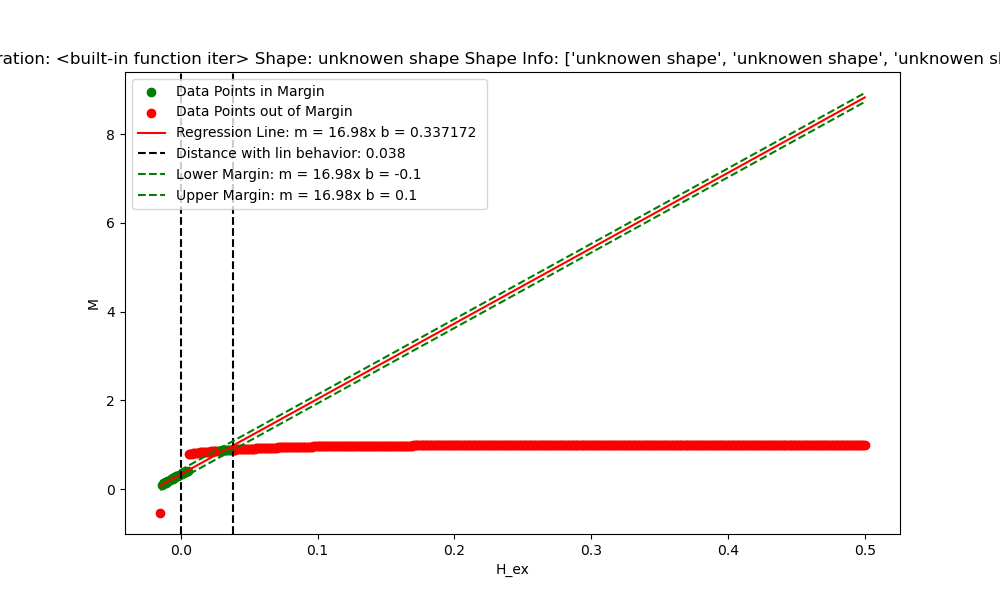 ration: <built-in function iter> Shape: unknowen shape Shape Info: ['unknowen shape', 'unknowen shape', 'unknowen sh
Data Points in Margin
Data Points out of Margin
Regression Line: m = 16.98x b = 0.337172
Distance with lin behavior: 0.038
Lower Margin: m = 16.98x b = -0.1
Upper Margin: m = 16.98x b = 0.1
8
6
4
2
0
M
0.0 0.1 0.2 0.3 0.4 0.5
H_ex